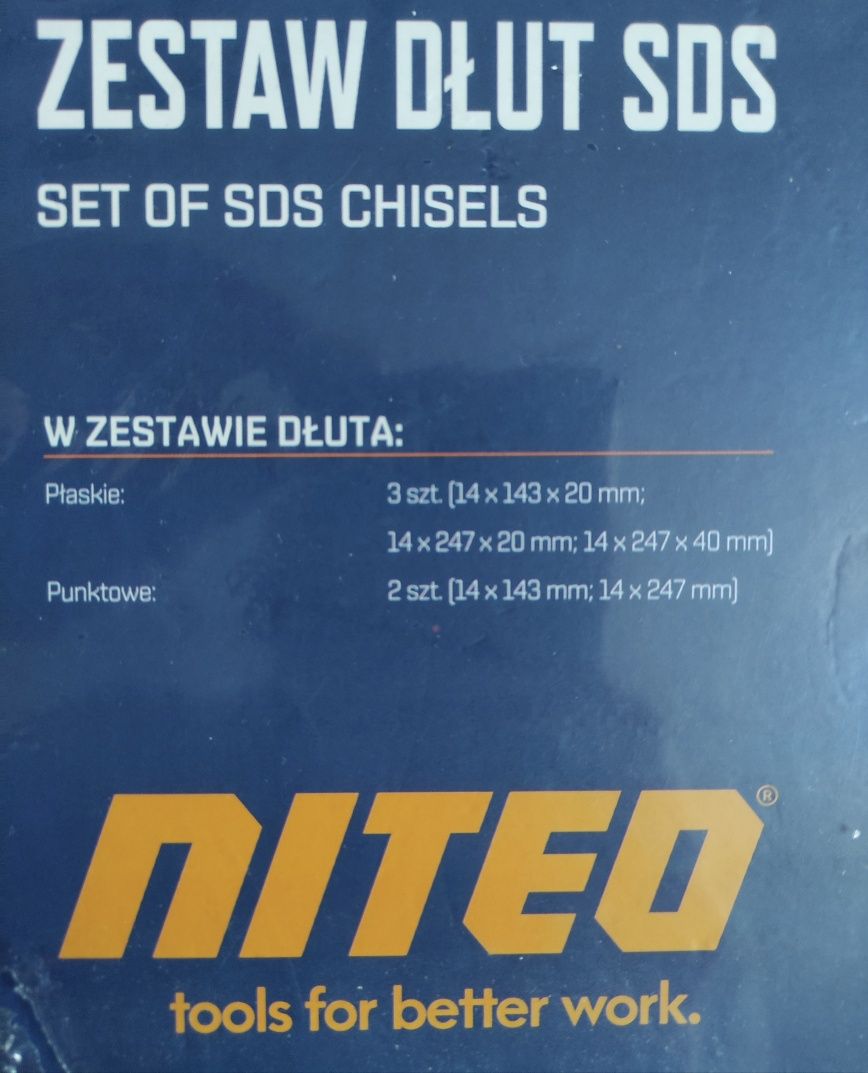 ZESTAW DŁUT SDS
SET OF SDS CHISELS
W ZESTAWIE DŁUTA:
Płaskie: 3 szt. (14 x 143 x 20 mm;
14 x 247 x 20 mm; 14 x 247 x 40 mm)
Punktowe: 2 szt. (14 x 143 mm; 14 x 247 mm)
NITEO®
tools for better work.